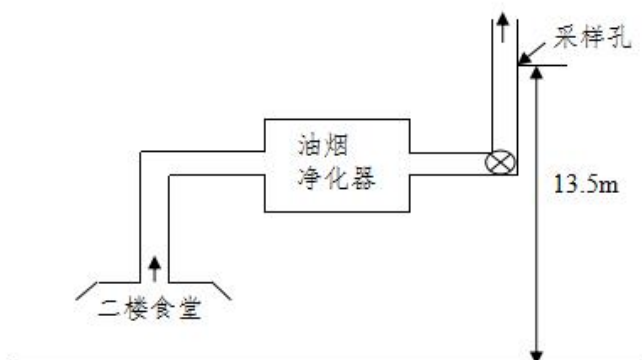 采样孔
油烟
净化器
13.5m
二楼食堂